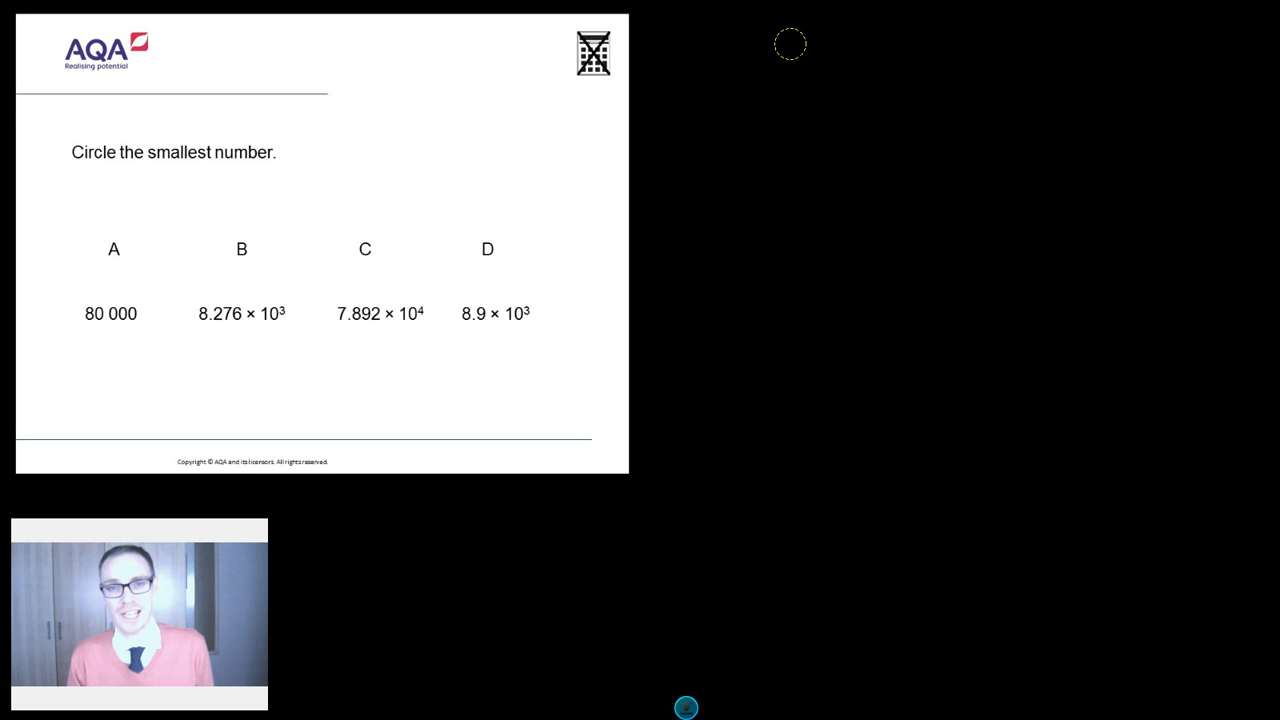 AQA
Realising potential
Circle the smallest number.
A B C D
80 000 8.276 × 10³ 7.892 × 10⁴ 8.9 × 10³
Copyright © AQA and its licensors. All rights reserved.